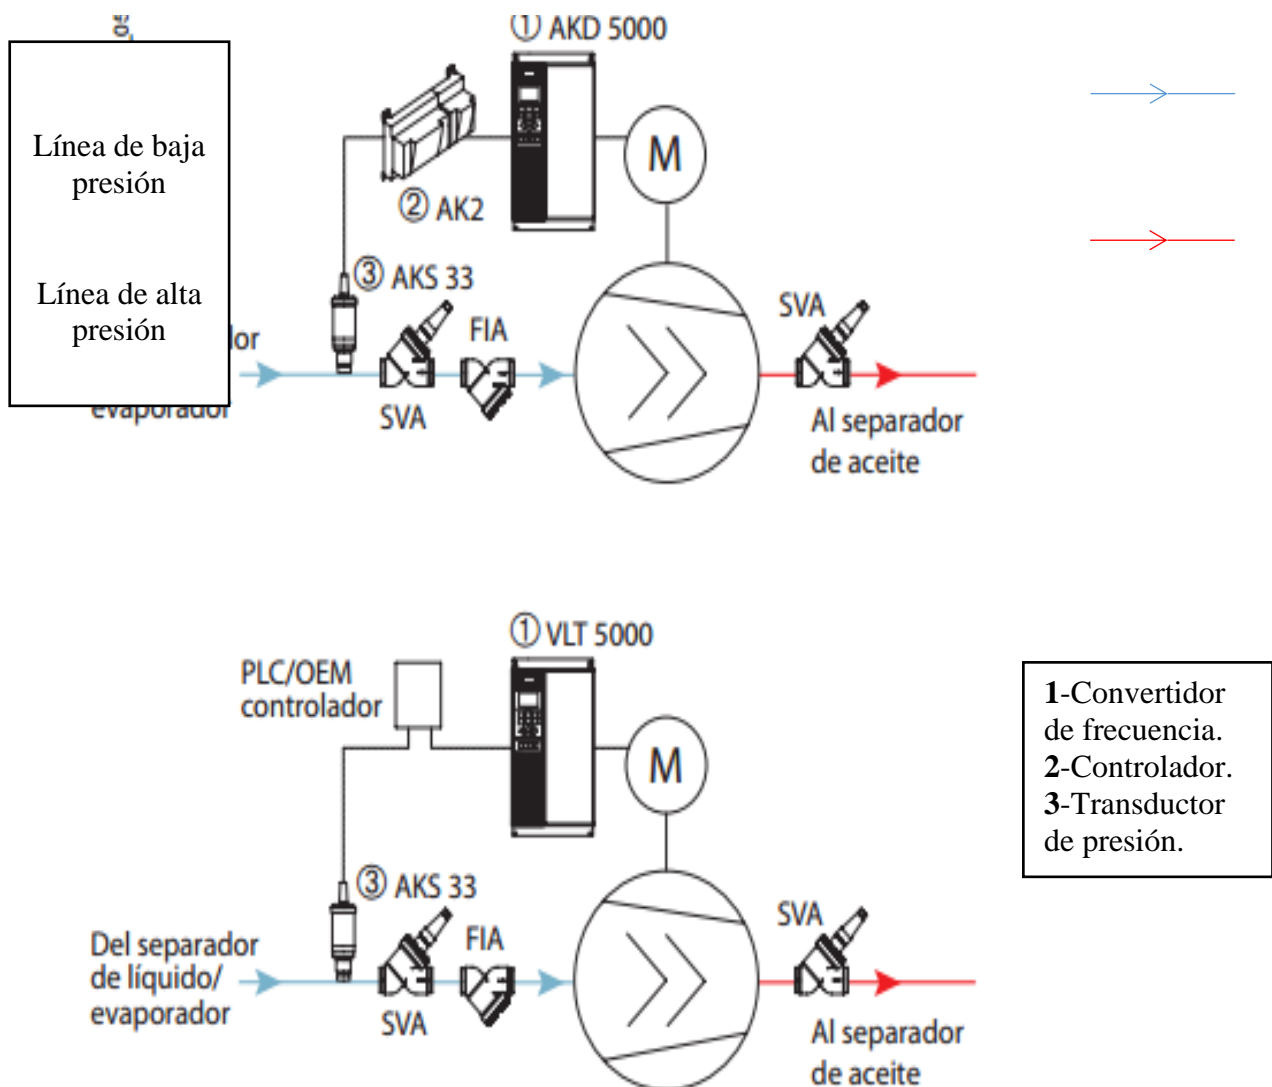 ① AKD 5000
Línea de baja
presión
Línea de alta
presión
M
② AK2
③ AKS 33
SVA
FIA
SVA
evaporador
Al separador
de aceite
① VLT 5000
PLC/OEM
controlador
M
1-Convertidor
de frecuencia.
2-Controlador.
3-Transductor
de presión.
③ AKS 33
FIA
SVA
Del separador
de líquido/
evaporador
SVA
Al separador
de aceite